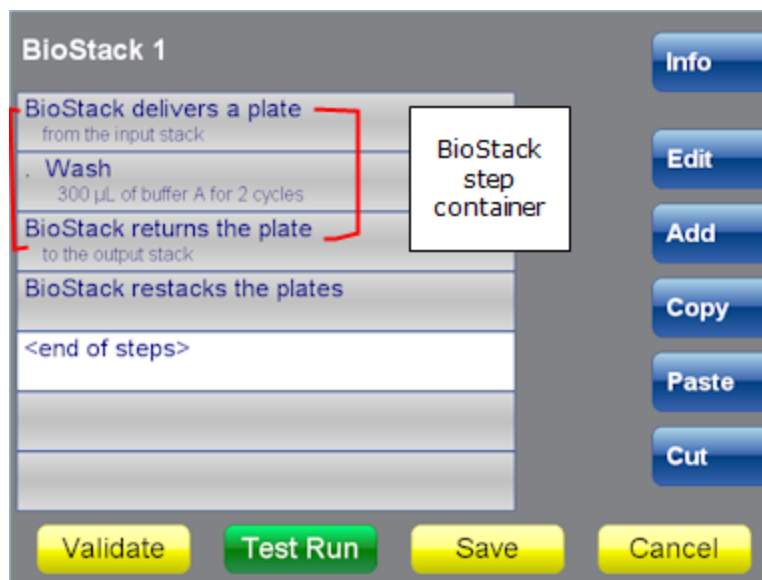 BioStack 1
Info
BioStack delivers a plate
from the input stack
. Wash
300 µL of buffer A for 2 cycles
BioStack returns the plate
to the output stack
BioStack restacks the plates
<end of steps>
BioStack
step
container
Edit
Add
Copy
Paste
Cut
Validate
Test Run
Save
Cancel